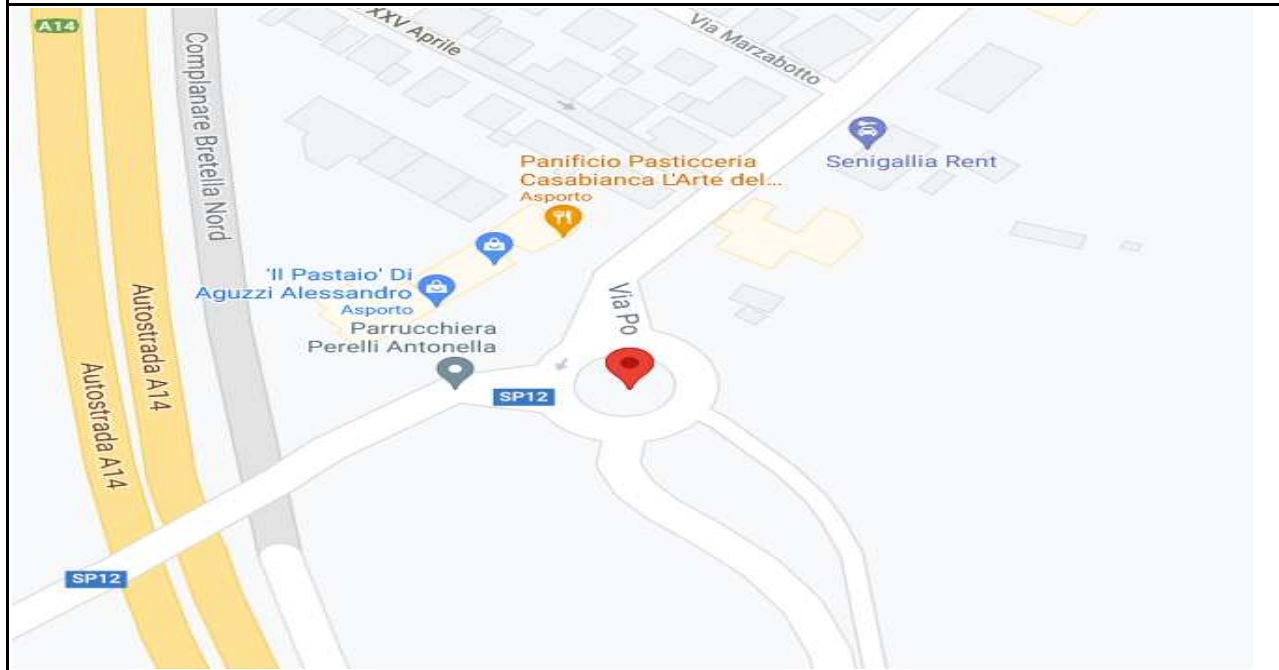 A14
XXV Aprile
Via Marzabotto
Complanare Bretella Nord
Panificio Pasticceria
Casabianca L'Arte del...
Asporto
Senigallia Rent
'Il Pastaio' Di
Aguzzi Alessandro
Asporto
Via Po
Parrucchiera
Perelli Antonella
Autostrada A14
Autostrada A14
SP12
SP12